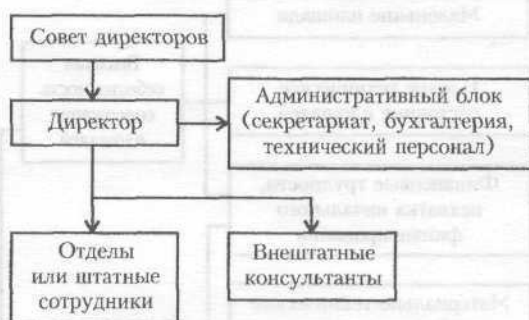 Совет директоров
Директор
Административный блок
(секретариат, бухгалтерия,
технический персонал)
Отделы
или штатные
сотрудники
Внештатные
консультанты